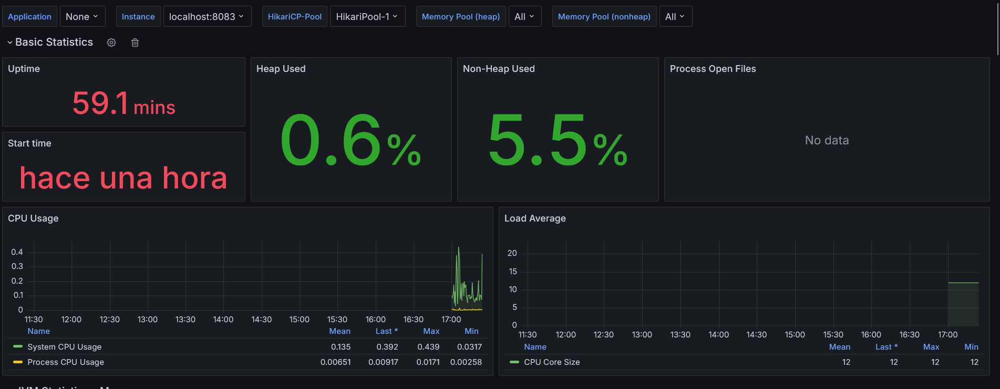 Application None Instance localhost:8083 HikariCP-Pool HikariPool-1 Memory Pool (heap) All Memory Pool (nonheap) All
Basic Statistics
Uptime
59.1 mins
Start time
hace una hora
Heap Used
0.6%
Non-Heap Used
5.5%
Process Open Files
No data
CPU Usage
0.4
0.3
0.2
0.1
0
11:30 12:00 12:30 13:00 13:30 14:00 14:30 15:00 15:30 16:00 16:30 17:00
Name Mean Last * Max Min
System CPU Usage 0.135 0.392 0.439 0.0317
Process CPU Usage 0.00651 0.00917 0.0171 0.00258
Load Average
20
15
10
5
0
11:30 12:00 12:30 13:00 13:30 14:00 14:30 15:00 15:30 16:00 16:30 17:00
Name Mean Last * Max Min
CPU Core Size 12 12 12 12